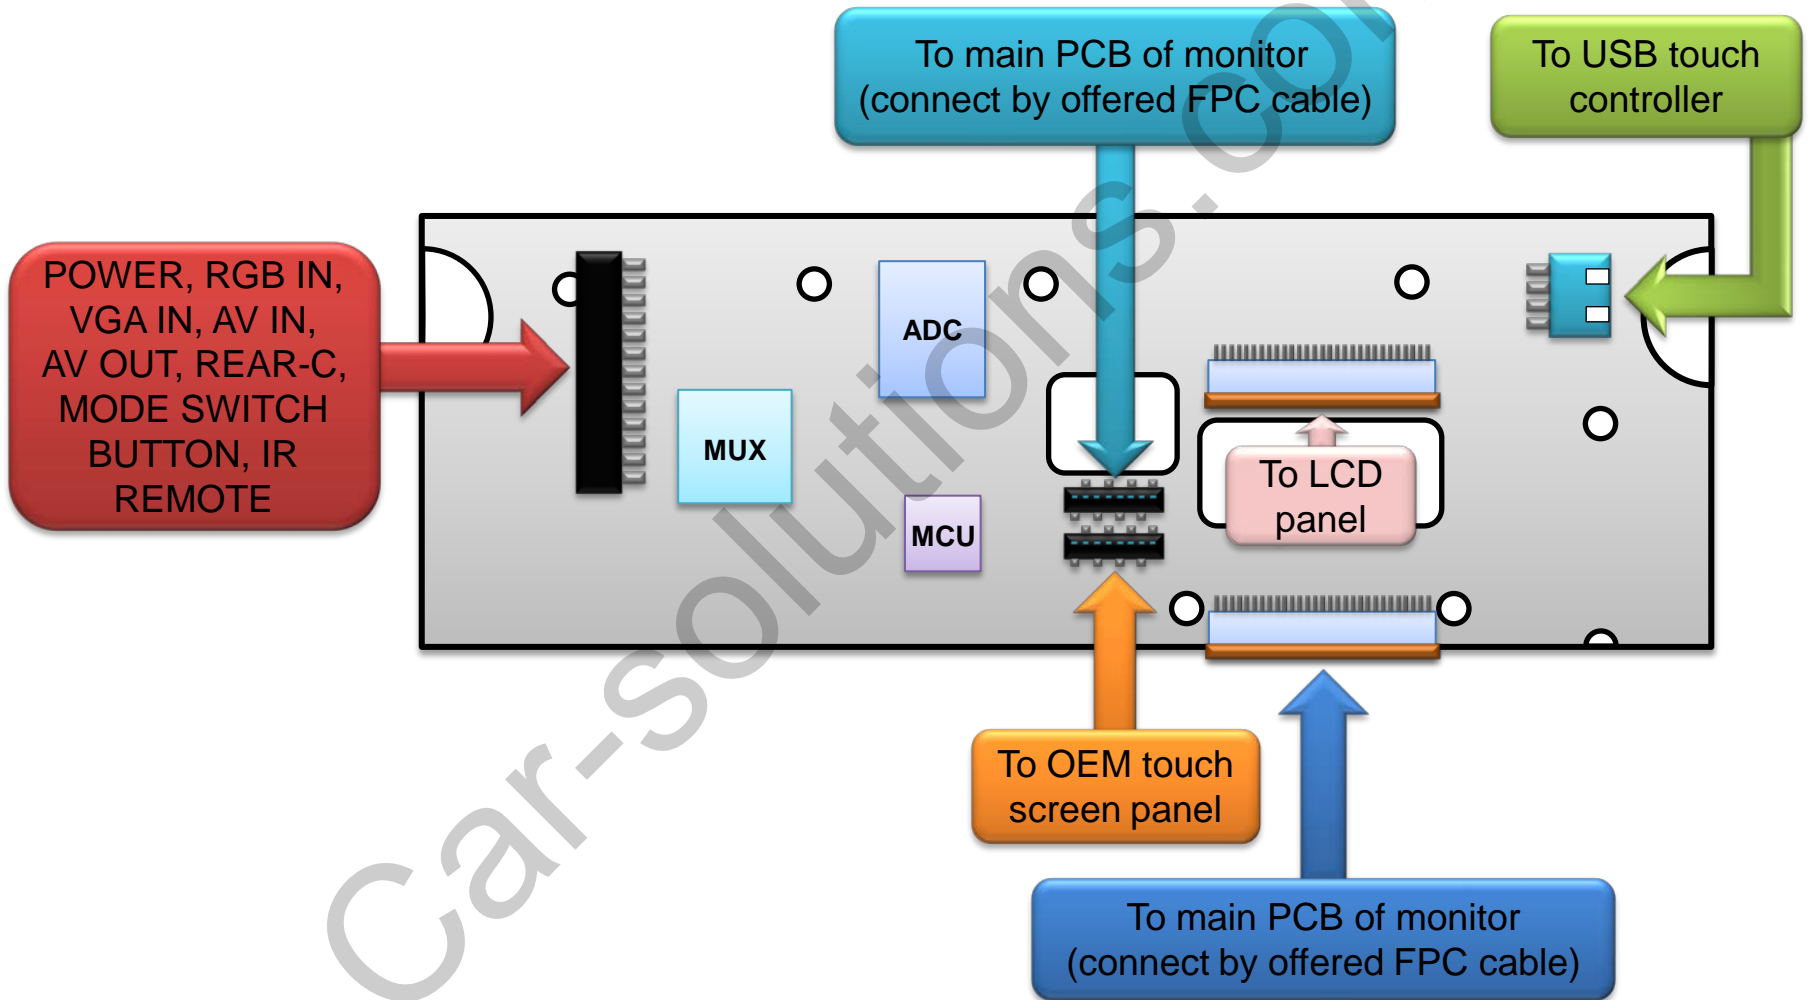 To main PCB of monitor
(connect by offered FPC cable)
To USB touch
controller
POWER, RGB IN,
VGA IN, AV IN,
AV OUT, REAR-C,
MODE SWITCH
BUTTON, IR
REMOTE
ADC
MUX
MCU
To LCD
panel
To OEM touch
screen panel
To main PCB of monitor
(connect by offered FPC cable)
Car-solutions.com